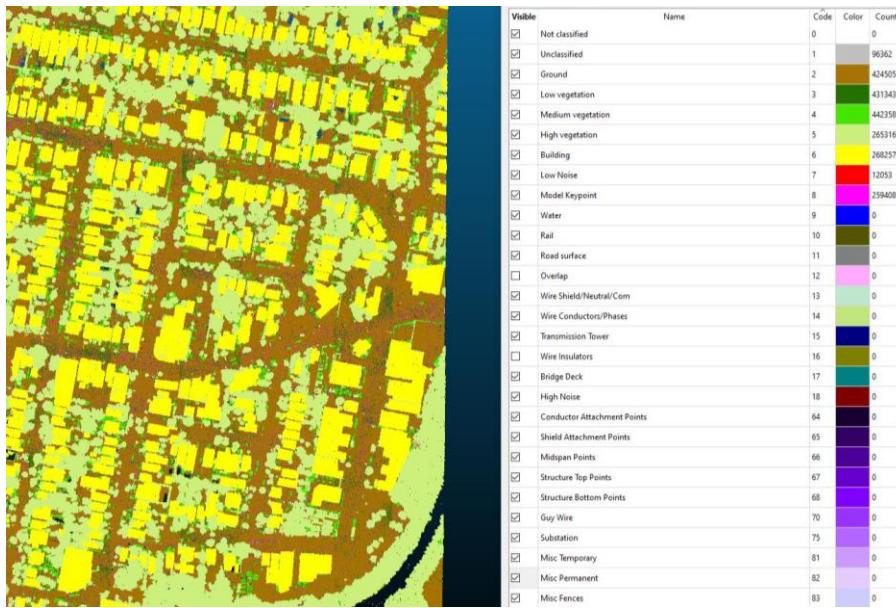 Visible Name Code Color Count
Not classified 0 0
Unclassified 1 96362
Ground 2 424505
Low vegetation 3 431343
Medium vegetation 4 442358
High vegetation 5 265316
Building 6 268257
Low Noise 7 12053
Model Keypoint 8 259408
Water 9 0
Rail 10 0
Road surface 11 0
Overlap 12 0
Wire Shield/Neutral/Com 13 0
Wire Conductors/Phases 14 0
Transmission Tower 15 0
Wire Insulators 16 0
Bridge Deck 17 0
High Noise 18 0
Conductor Attachment Points 64 0
Shield Attachment Points 65 0
Midspan Points 66 0
Structure Top Points 67 0
Structure Bottom Points 68 0
Guy Wire 70 0
Substation 75 0
Misc Temporary 81 0
Misc Permanent 82 0
Misc Fences 83 0